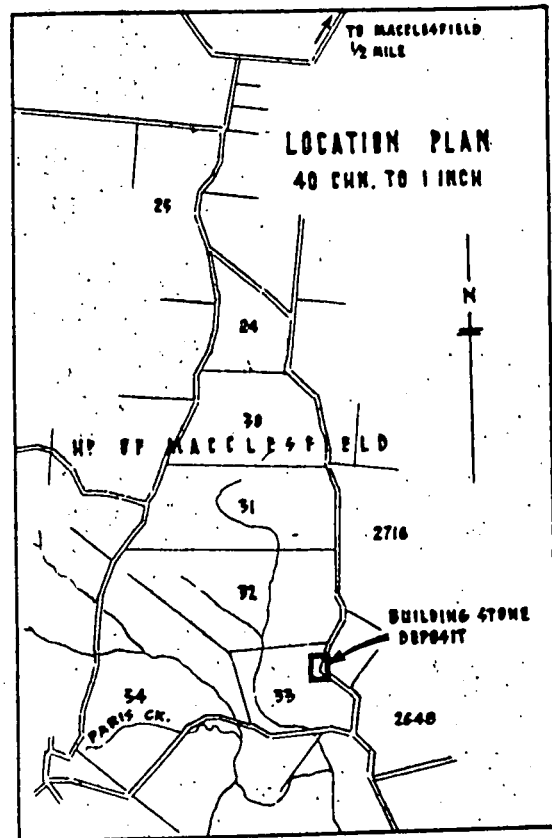 TO MACCLESFIELD
1/2 MILE
LOCATION PLAN
40 CHN. TO 1 INCH
25
N
24
30
HD OF MACCLESFIELD
31
2716
32
BUILDING STONE
DEPOSIT
34
33
2648
PARIS CK.